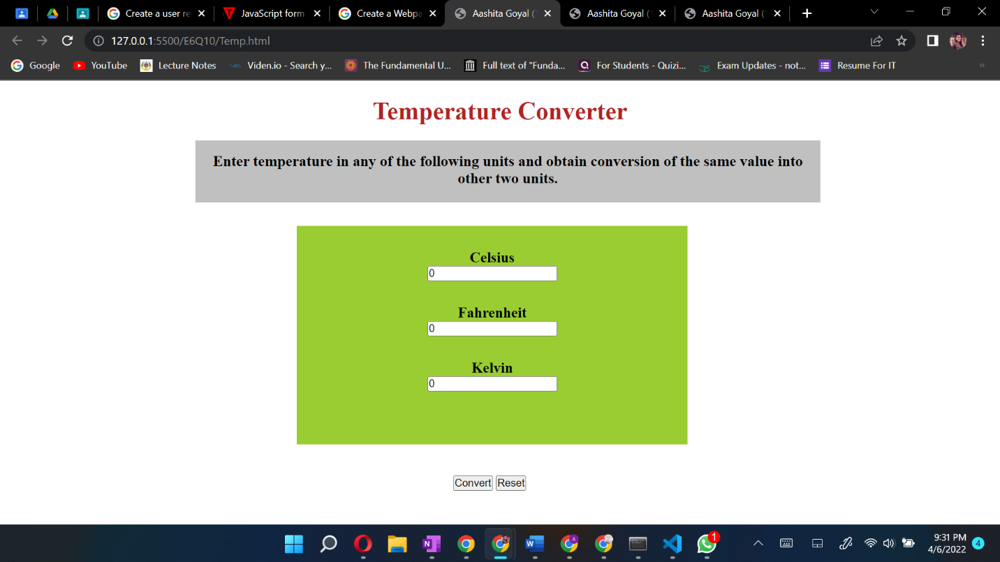 Create a user re
JavaScript form
Create a Webpa
Aashita Goyal (
Aashita Goyal (
Aashita Goyal (
127.0.0.1:5500/E6Q10/Temp.html
Google
YouTube
Lecture Notes
Viden.io - Search y...
The Fundamental U...
Full text of "Funda...
For Students - Quizi...
Exam Updates - not...
Resume For IT
»
Temperature Converter
Enter temperature in any of the following units and obtain conversion of the same value into
other two units.
Celsius
0
Fahrenheit
0
Kelvin
0
Convert Reset
1
9:31 PM
4/6/2022
4